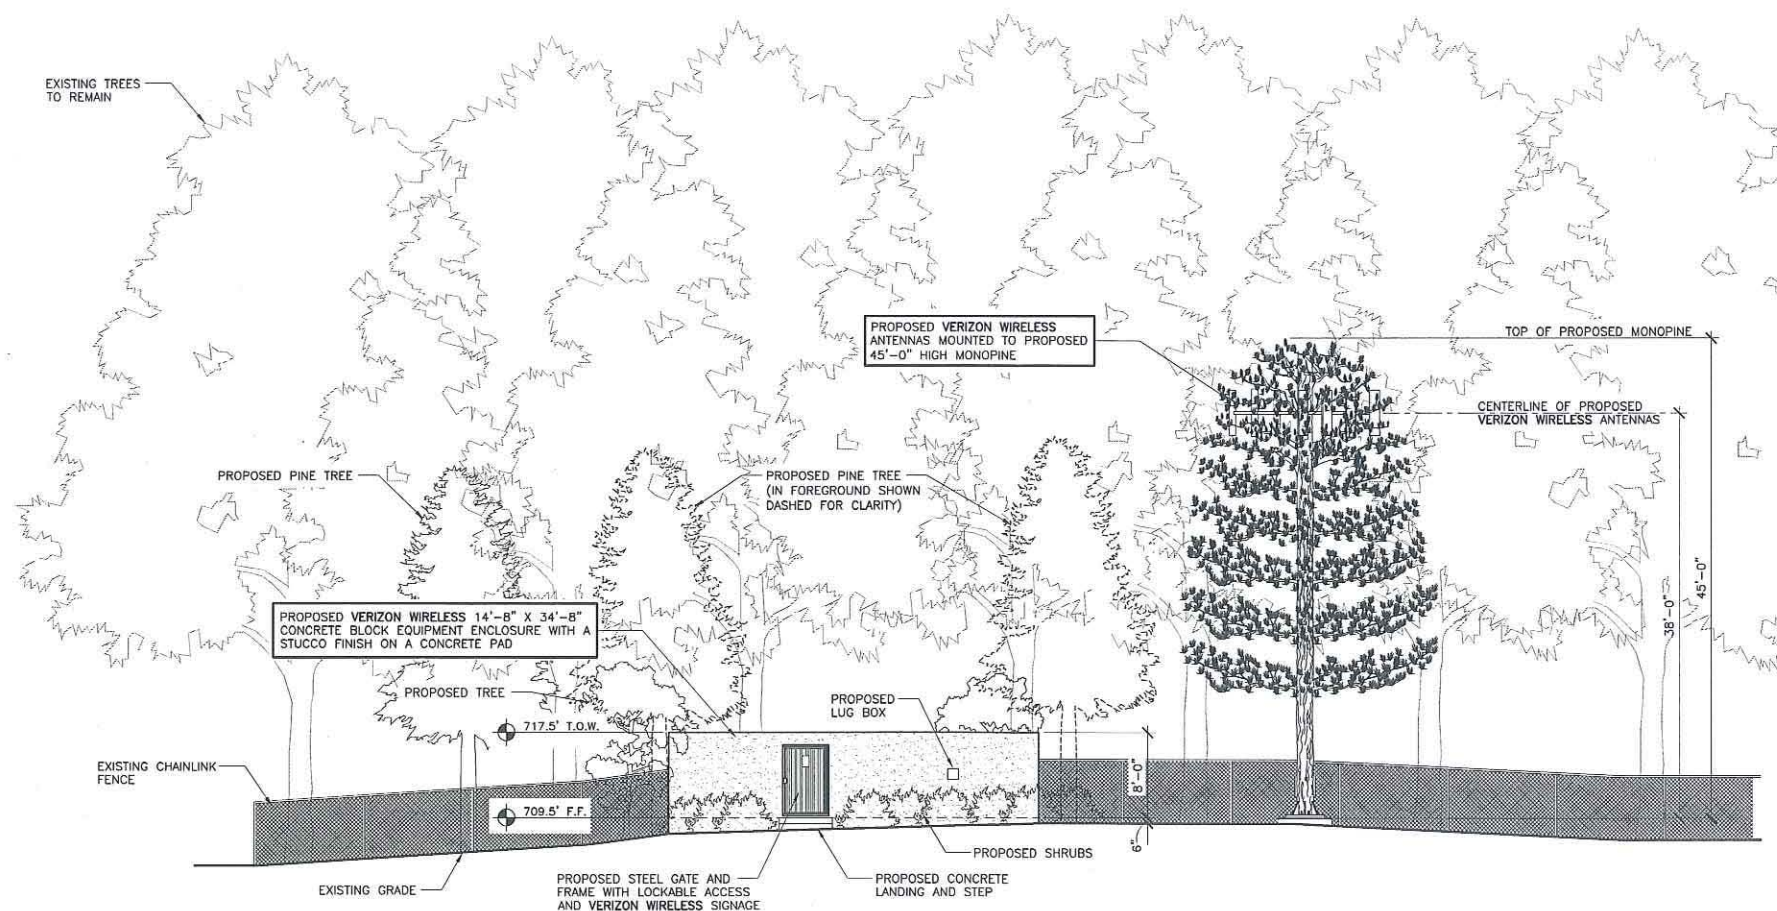 EXISTING TREES
TO REMAIN
PROPOSED VERIZON WIRELESS
ANTENNAS MOUNTED TO PROPOSED
45'-0" HIGH MONOPINE
TOP OF PROPOSED MONOPINE
CENTERLINE OF PROPOSED
VERIZON WIRELESS ANTENNAS
PROPOSED PINE TREE
PROPOSED PINE TREE
(IN FOREGROUND SHOWN
DASHED FOR CLARITY)
45'-0"
38'-0"
PROPOSED VERIZON WIRELESS 14'-8" X 34'-8"
CONCRETE BLOCK EQUIPMENT ENCLOSURE WITH A
STUCCO FINISH ON A CONCRETE PAD
PROPOSED TREE
PROPOSED
LUG BOX
717.5' T.O.W.
EXISTING CHAINLINK
FENCE
8'-0"
709.5' F.F.
6"
PROPOSED SHRUBS
EXISTING GRADE
PROPOSED STEEL GATE AND
FRAME WITH LOCKABLE ACCESS
AND VERIZON WIRELESS SIGNAGE
PROPOSED CONCRETE
LANDING AND STEP